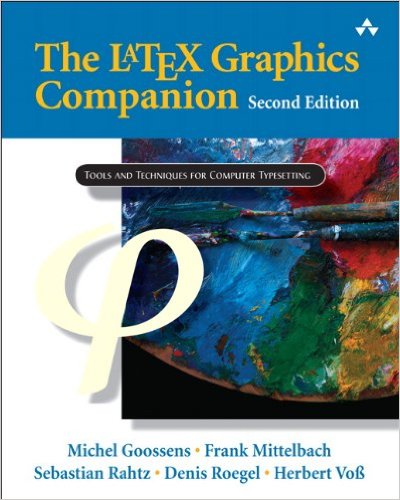 The LATEX Graphics
Companion Second Edition
TOOLS AND TECHNIQUES FOR COMPUTER TYPESETTING
φ
Michel Goossens • Frank Mittelbach
Sebastian Rahtz • Denis Roegel • Herbert Voß